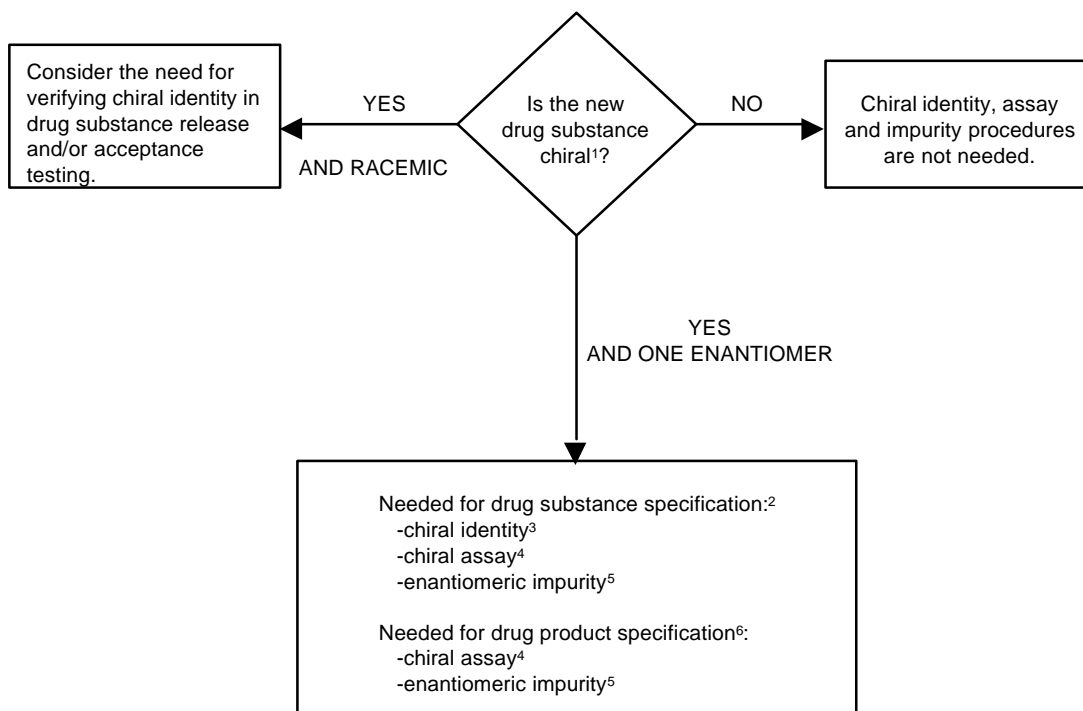 Consider the need for
verifying chiral identity in
drug substance release
and/or acceptance
testing.
YES
AND RACEMIC
Is the new
drug substance
chiral¹?
NO
Chiral identity, assay
and impurity procedures
are not needed.
YES
AND ONE ENANTIOMER
Needed for drug substance specification:²
-chiral identity³
-chiral assay⁴
-enantiomeric impurity⁵
Needed for drug product specification⁶:
-chiral assay⁴
-enantiomeric impurity⁵